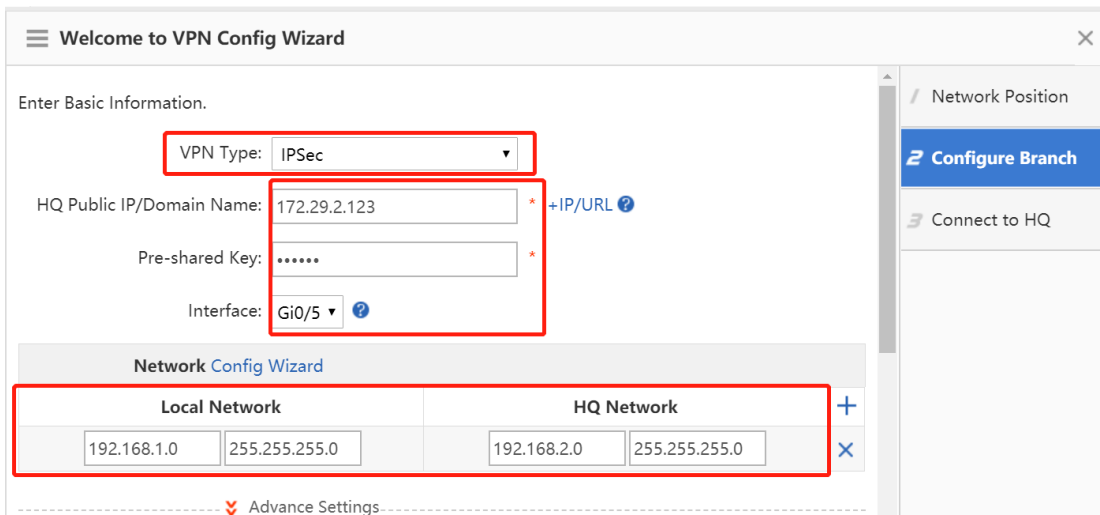 Welcome to VPN Config Wizard
Enter Basic Information.
VPN Type: IPSec
HQ Public IP/Domain Name: 172.29.2.123 * +IP/URL ?
Pre-shared Key: •••••• *
Interface: Gi0/5 ?
Network Config Wizard
Local Network HQ Network
192.168.1.0 255.255.255.0 192.168.2.0 255.255.255.0
Advance Settings
1 Network Position
2 Configure Branch
3 Connect to HQ